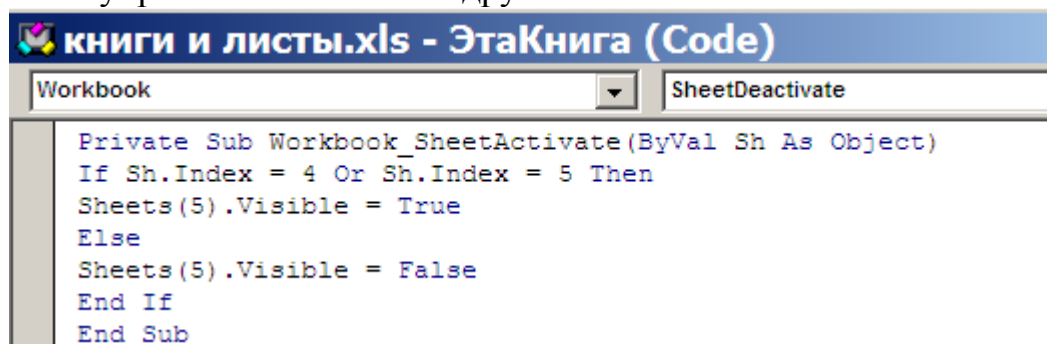 книги и листы.xls - ЭтаКнига (Code)
Workbook SheetDeactivate
Private Sub Workbook_SheetActivate(ByVal Sh As Object)
If Sh.Index = 4 Or Sh.Index = 5 Then
Sheets(5).Visible = True
Else
Sheets(5).Visible = False
End If
End Sub